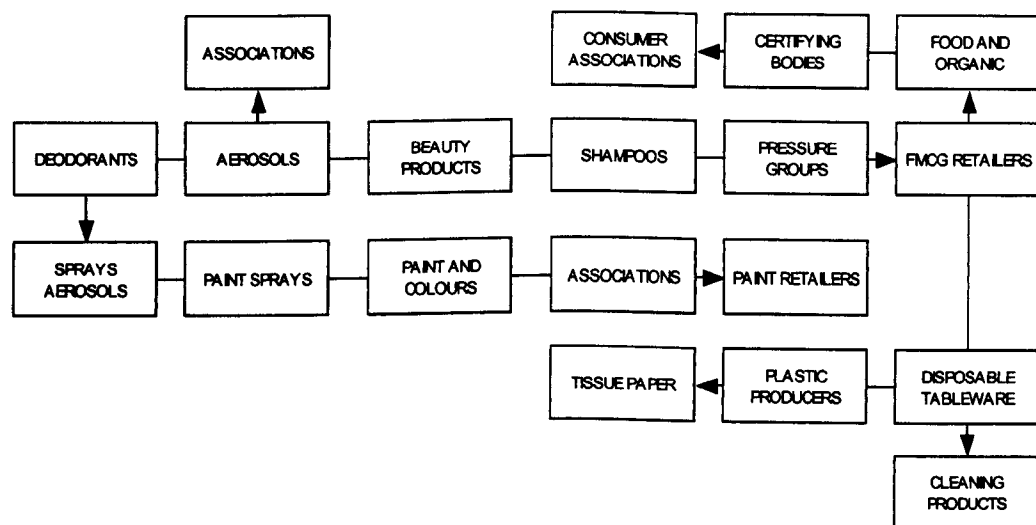 ASSOCIATIONS
CONSUMER
ASSOCIATIONS
CERTIFYING
BODIES
FOOD AND
ORGANIC
DEODORANTS
AEROSOLS
BEAUTY
PRODUCTS
SHAMPOOS
PRESSURE
GROUPS
FMCG RETAILERS
SPRAYS
AEROSOLS
PAINT SPRAYS
PAINT AND
COLOURS
ASSOCIATIONS
PAINT RETAILERS
TISSUE PAPER
PLASTIC
PRODUCERS
DISPOSABLE
TABLEWARE
CLEANING
PRODUCTS